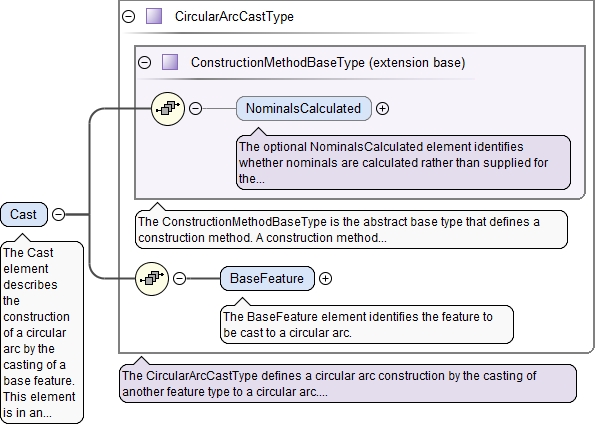 CircularArcCastType
ConstructionMethodBaseType (extension base)
NominalsCalculated
The optional NominalsCalculated element identifies
whether nominals are calculated rather than supplied for
the...
The ConstructionMethodBaseType is the abstract base type that defines a
construction method. A construction method...
Cast
The Cast
element
describes
the
construction
of a circular
arc by the
casting of a
base feature.
This element
is in an...
BaseFeature
The BaseFeature element identifies the feature to
be cast to a circular arc.
The CircularArcCastType defines a circular arc construction by the casting of
another feature type to a circular arc....